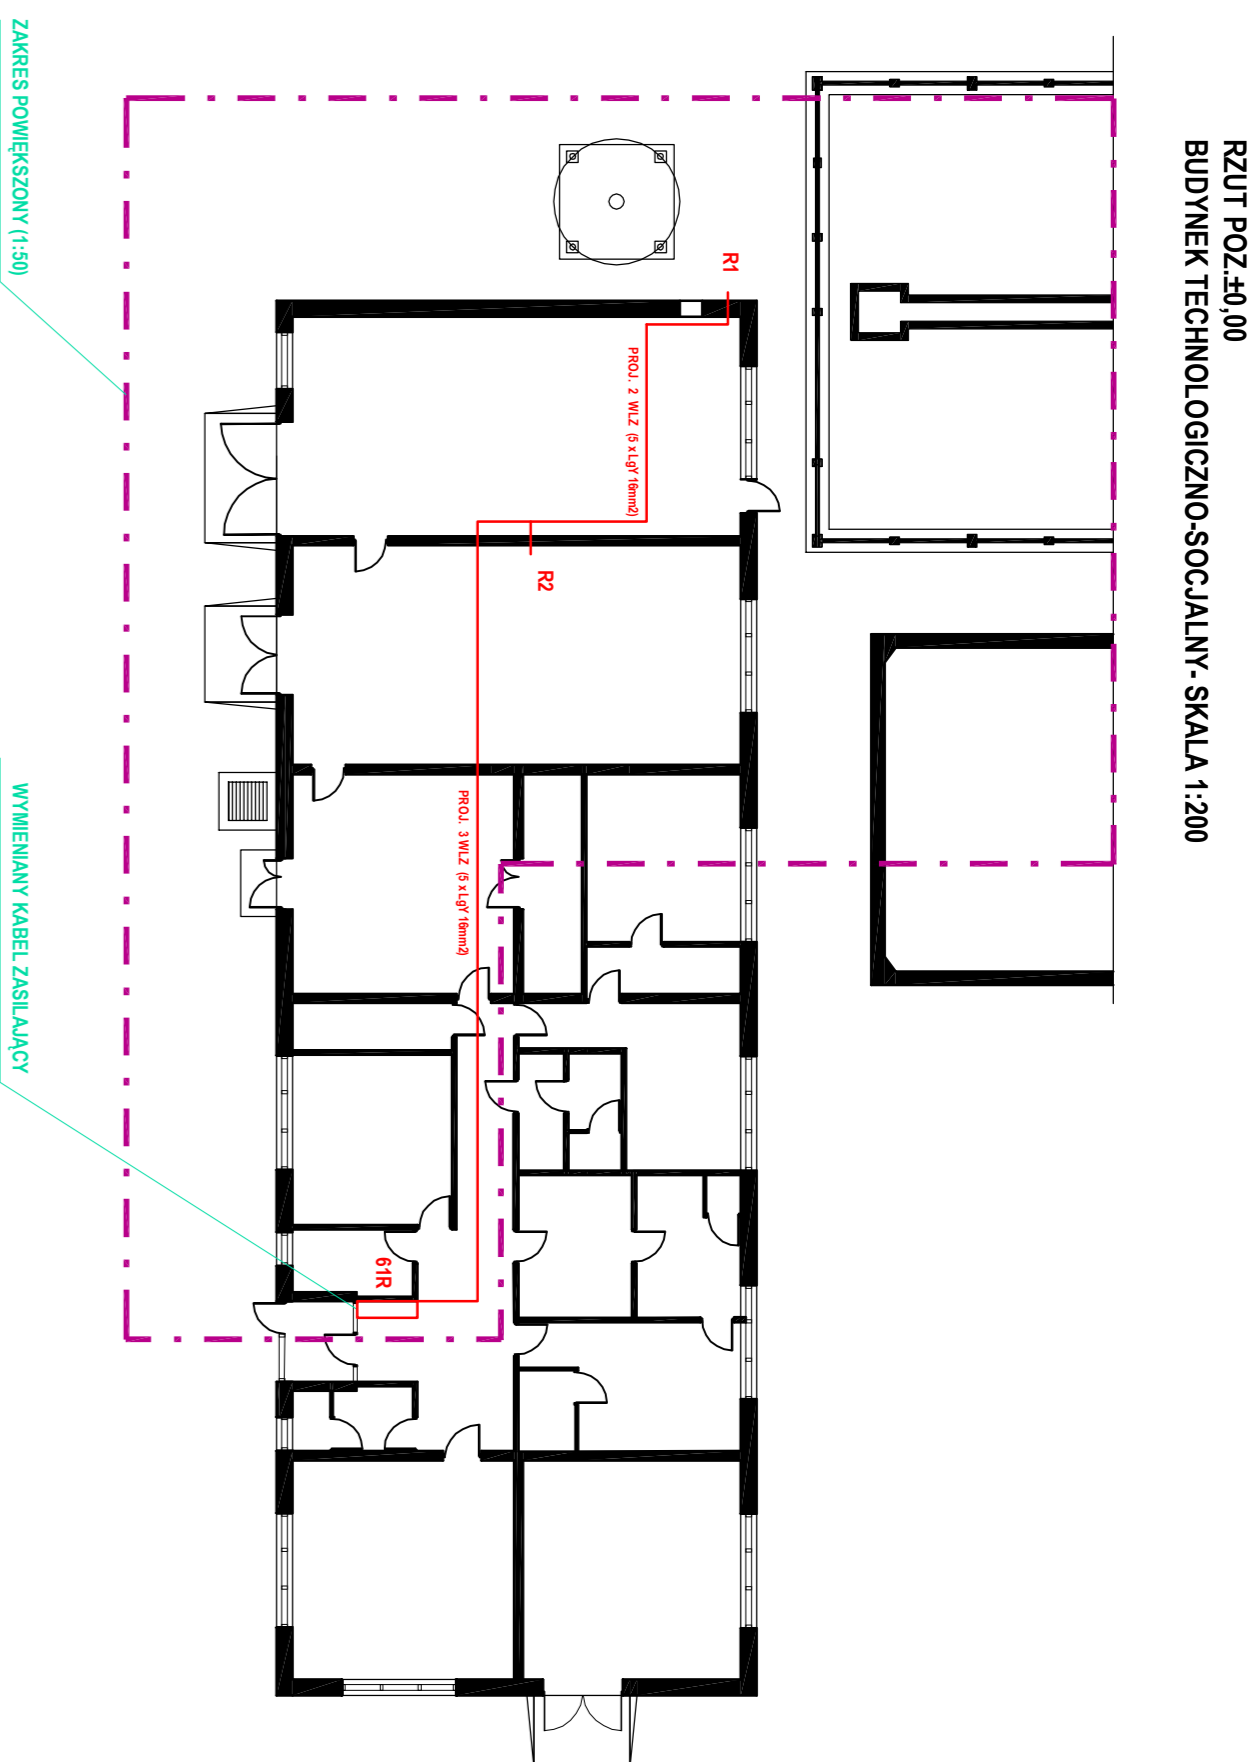 RZUT POZ.±0,00
BUDYNEK TECHNOLOGICZNO-SOCJALNY- SKALA 1:200
R1
PROJ. 2 WLZ (5 x LgY 16mm2)
R2
PROJ. 3 WLZ (5 x LgY 16mm2)
61R
ZAKRES POWIĘKSZONY (1:50)
WYMIENIANY KABEL ZASILAJĄCY